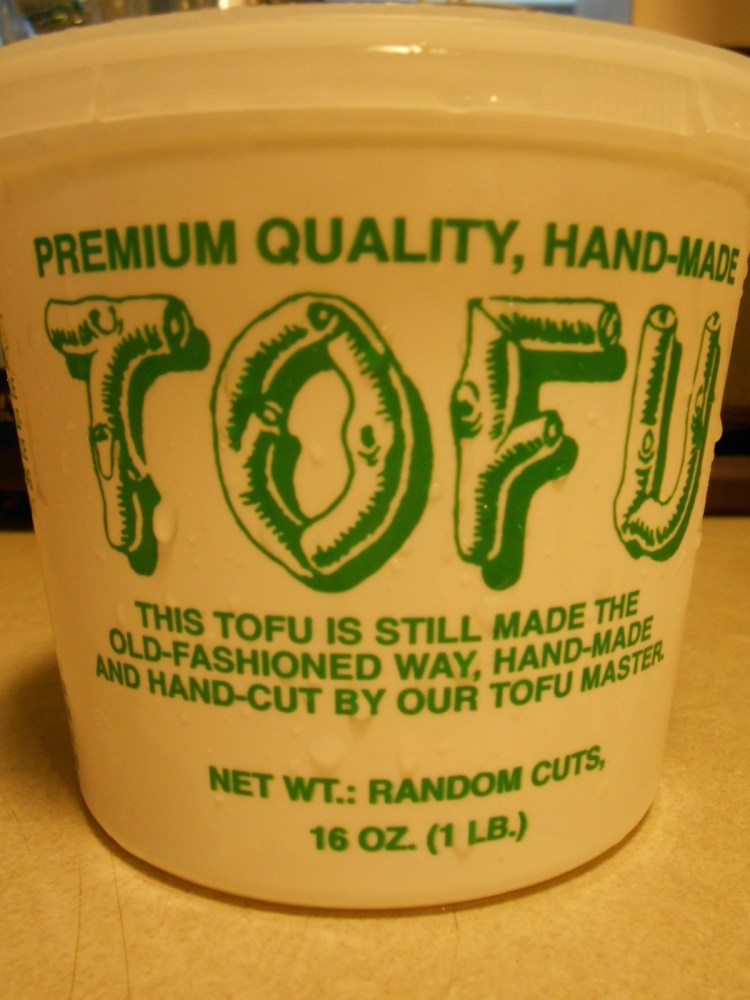 PREMIUM QUALITY, HAND-MADE
TOFU
THIS TOFU IS STILL MADE THE
OLD-FASHIONED WAY, HAND-MADE
AND HAND-CUT BY OUR TOFU MASTER.
NET WT.: RANDOM CUTS,
16 OZ. (1 LB.)